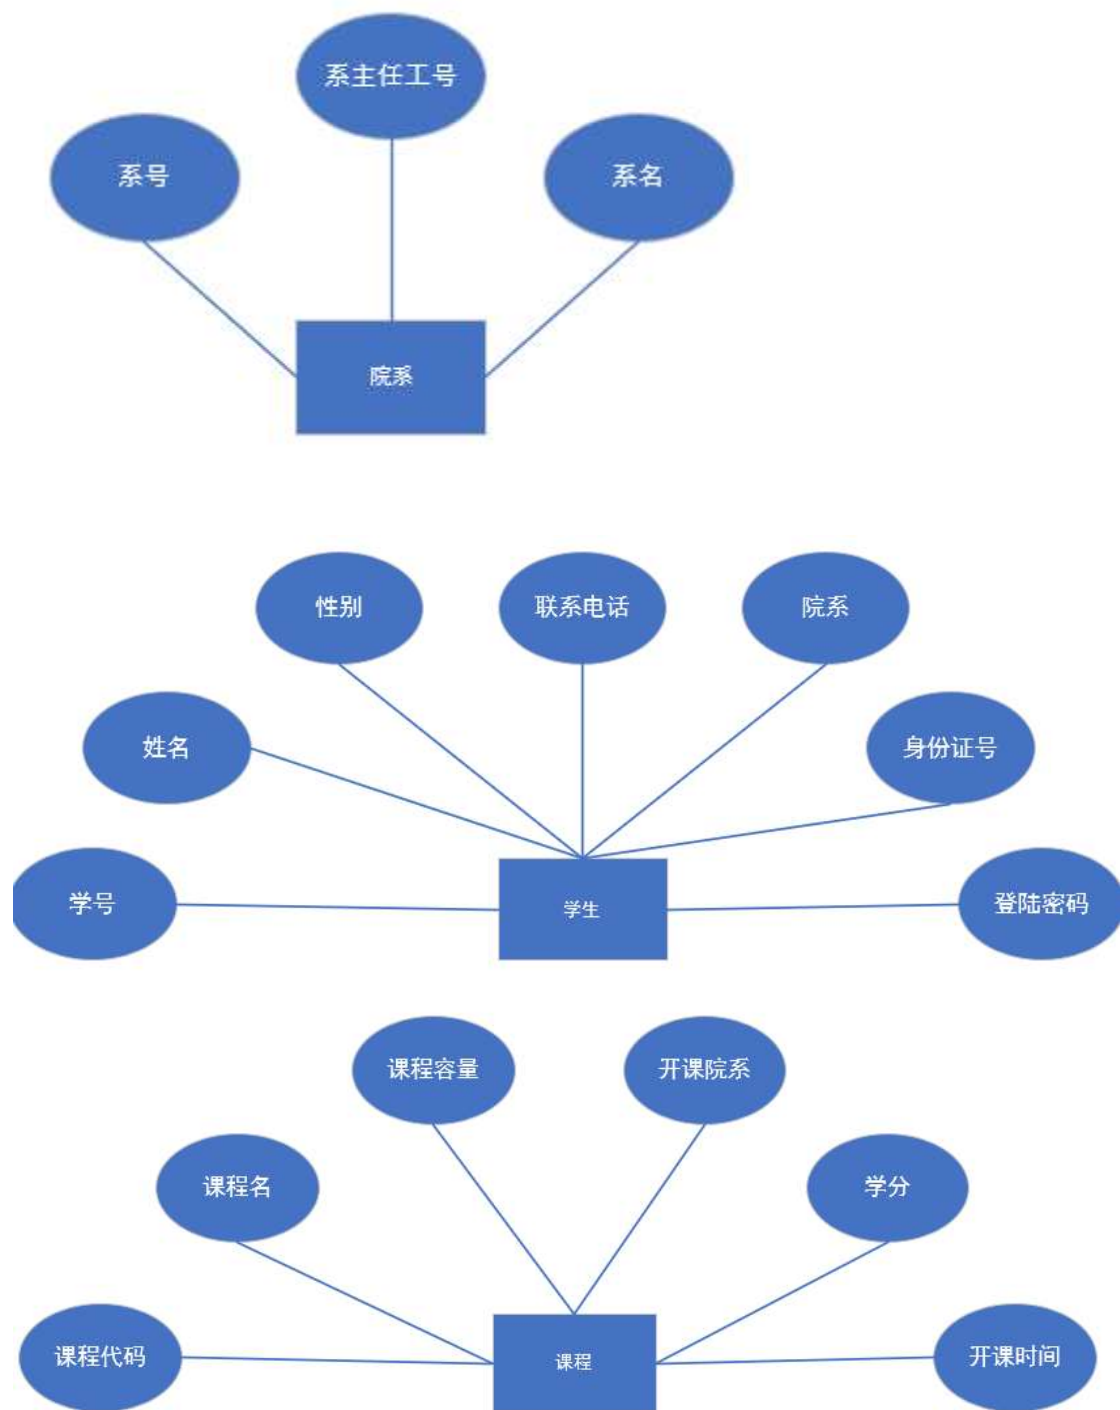 系主任工号
系号
系名
院系
性别
联系电话
院系
姓名
身份证号
学号
学生
登陆密码
课程容量
开课院系
课程名
学分
课程代码
课程
开课时间